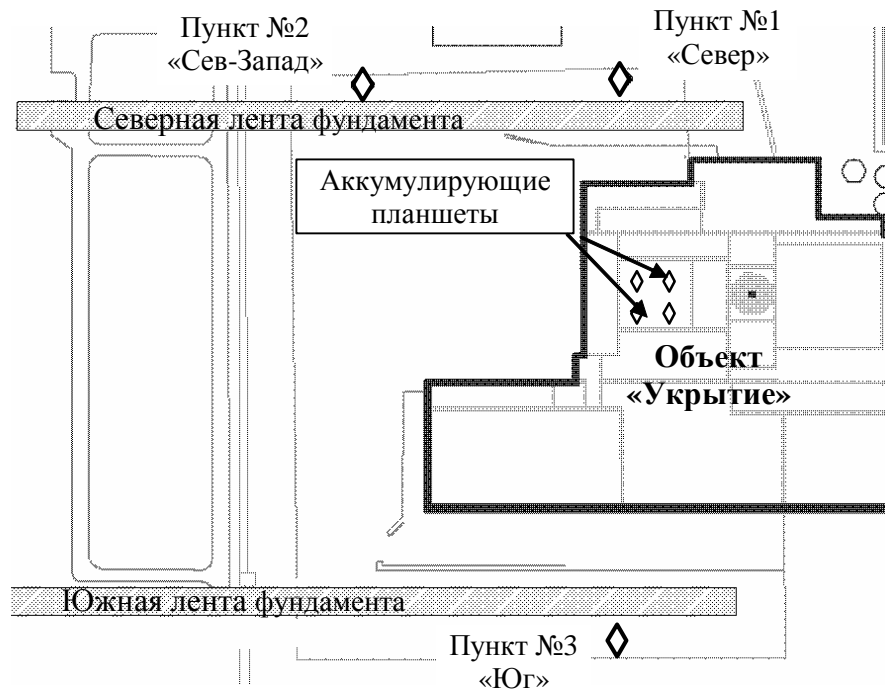 Пункт №2
«Сев-Запад»
Пункт №1
«Север»
Северная лента фундамента
Аккумулирующие
планшеты
Объект
«Укрытие»
Южная лента фундамента
Пункт №3
«Юг»